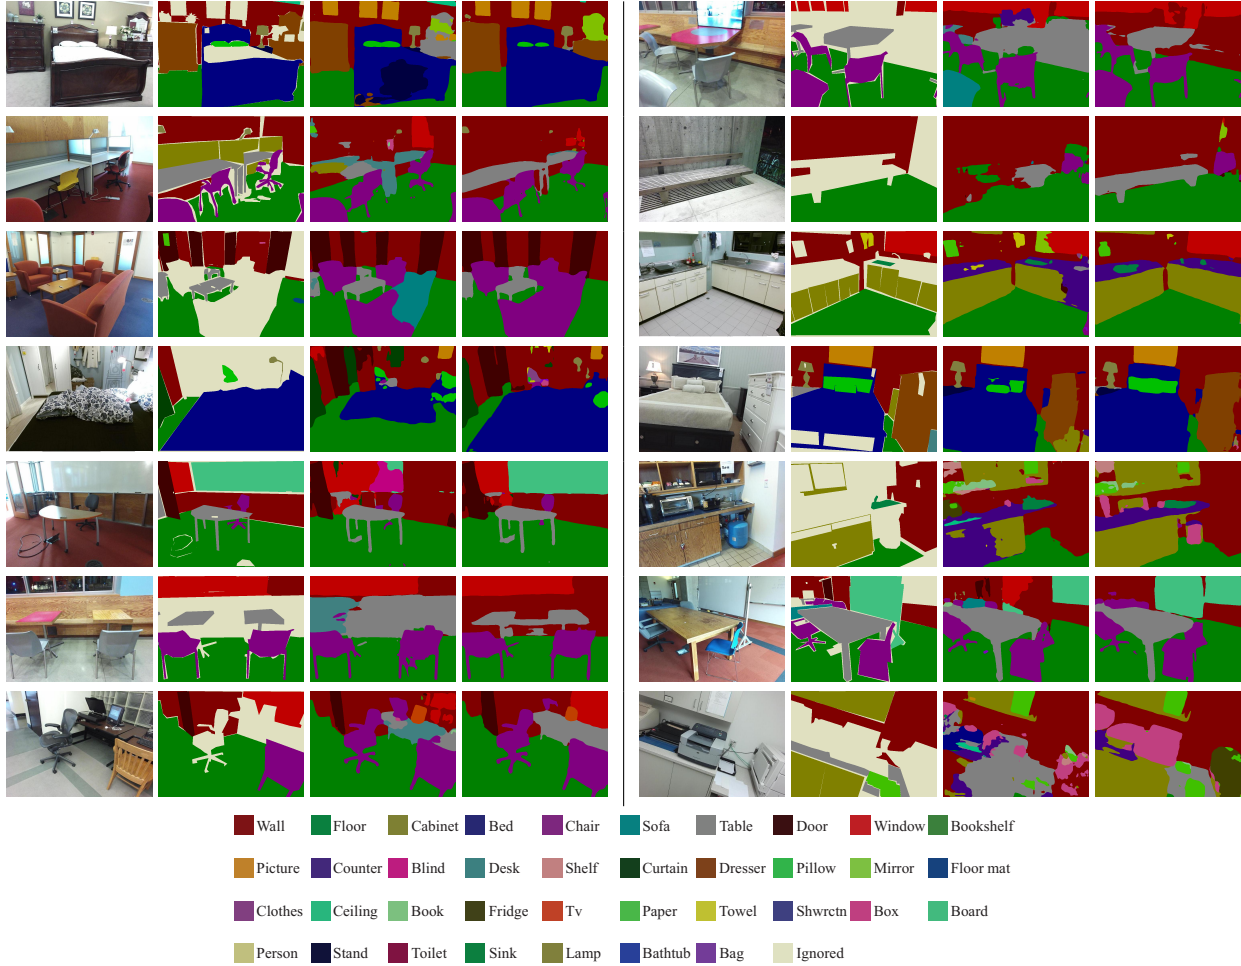 Wall Floor Cabinet Bed Chair Sofa Table Door Window Bookshelf
Picture Counter Blind Desk Shelf Curtain Dresser Pillow Mirror Floor mat
Clothes Ceiling Book Fridge Tv Paper Towel Shwrctn Box Board
Person Stand Toilet Sink Lamp Bathtub Bag Ignored